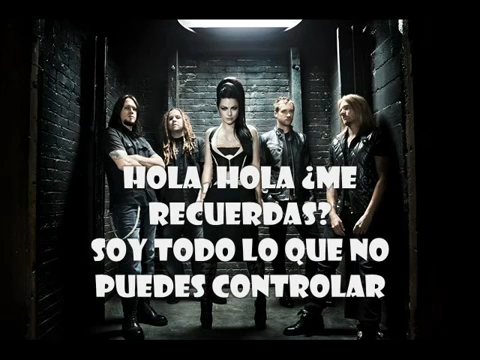 HOLA, HOLA ¿ME
RECUERDAS?
SOY TODO LO QUE NO
PUEDES CONTROLAR